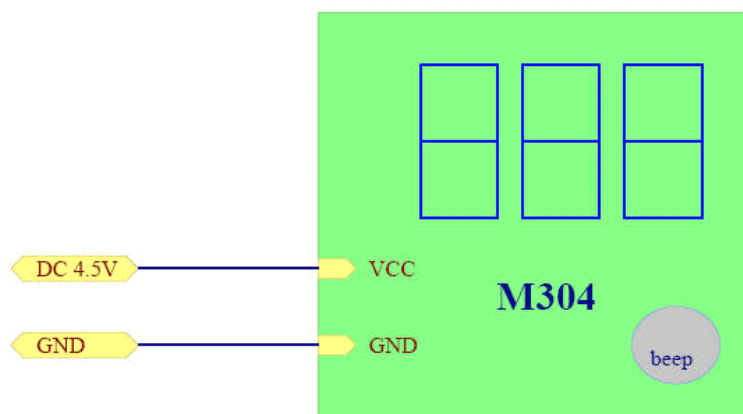 DC 4.5V
VCC
M304
GND
GND
beep